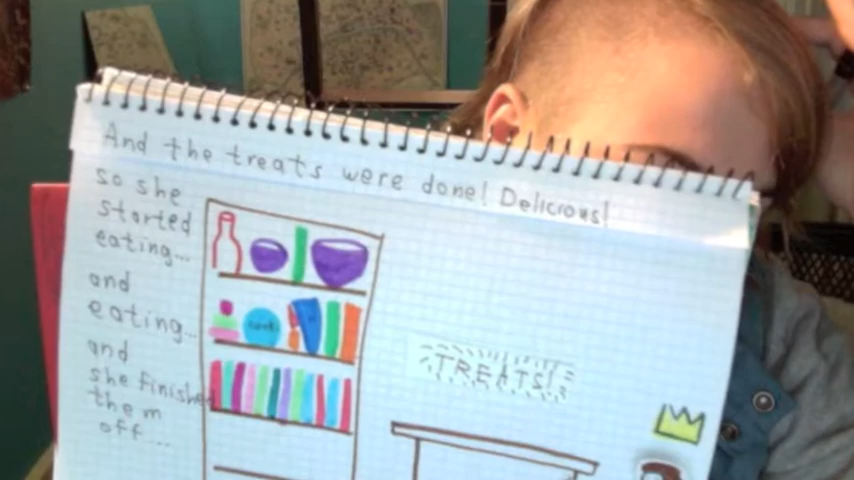 And the treats were done! Delicious!
so she
started
eating...
and
eating...
and
she finished
them
off...
TREATS!